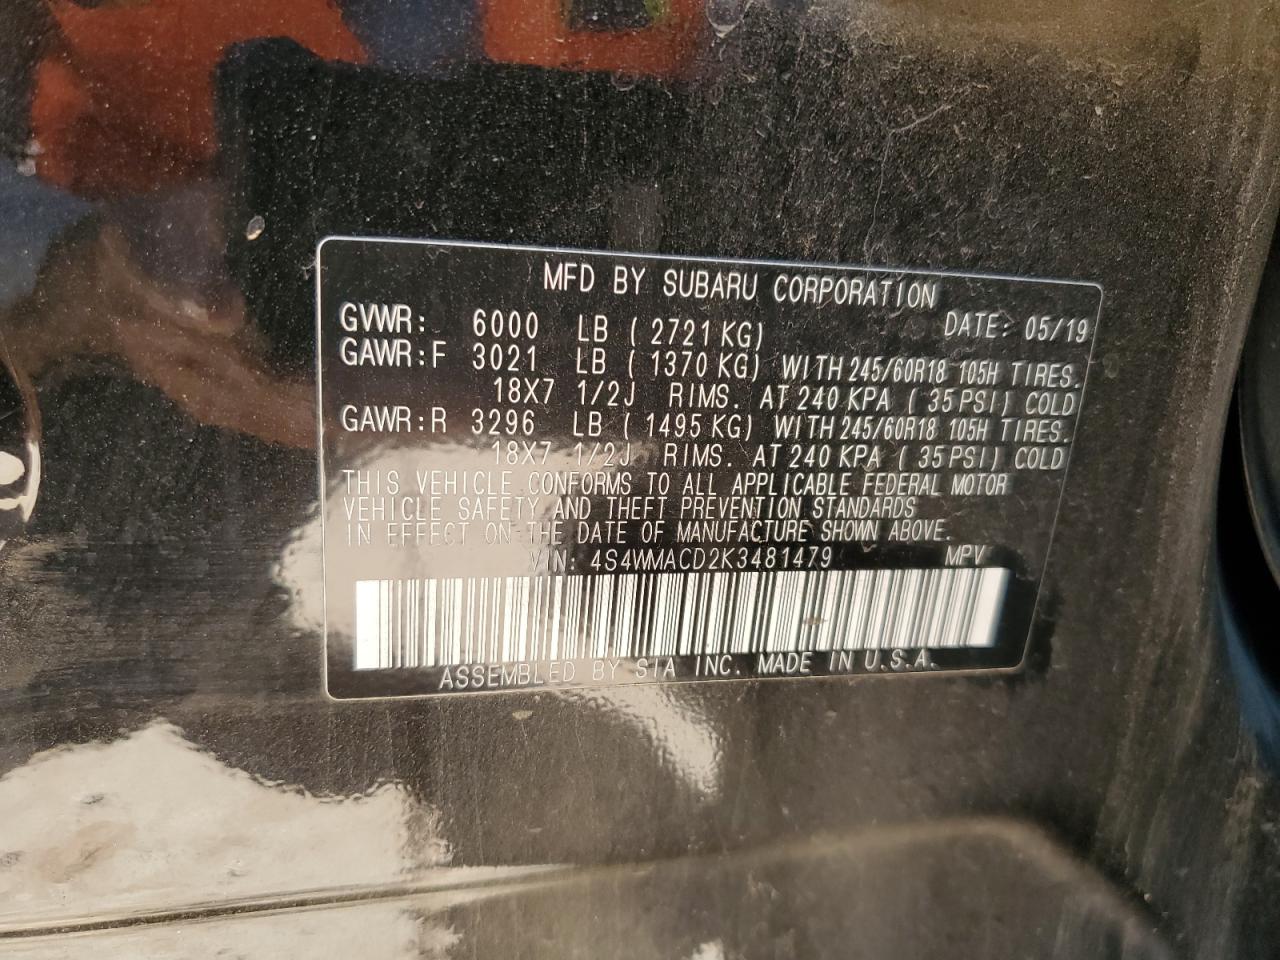 MFD BY SUBARU CORPORATION
GVWR: 6000 LB ( 2721 KG) DATE: 05/19
GAWR:F 3021 LB ( 1370 KG) WITH 245/60R18 105H TIRES.
18X7 1/2J RIMS. AT 240 KPA ( 35 PSI) COLD
GAWR:R 3296 LB ( 1495 KG) WITH 245/60R18 105H TIRES.
18X7 1/2J RIMS. AT 240 KPA ( 35 PSI) COLD
THIS VEHICLE CONFORMS TO ALL APPLICABLE FEDERAL MOTOR
VEHICLE SAFETY AND THEFT PREVENTION STANDARDS
IN EFFECT ON THE DATE OF MANUFACTURE SHOWN ABOVE.
VIN: 4S4WMACD2K3481479 MPV
ASSEMBLED BY SIA INC. MADE IN U.S.A.